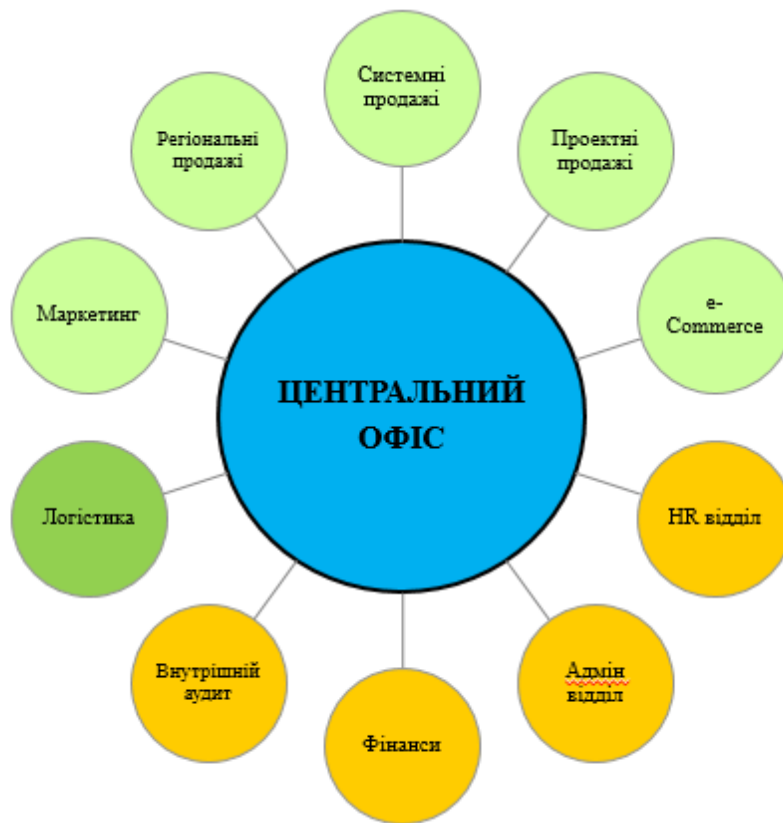 Системні
продажі
Регіональні
продажі
Проектні
продажі
Маркетинг
e-
Commerce
ЦЕНТРАЛЬНИЙ
ОФІС
Логістика
HR відділ
Внутрішній
аудит
Адмін
відділ
Фінанси